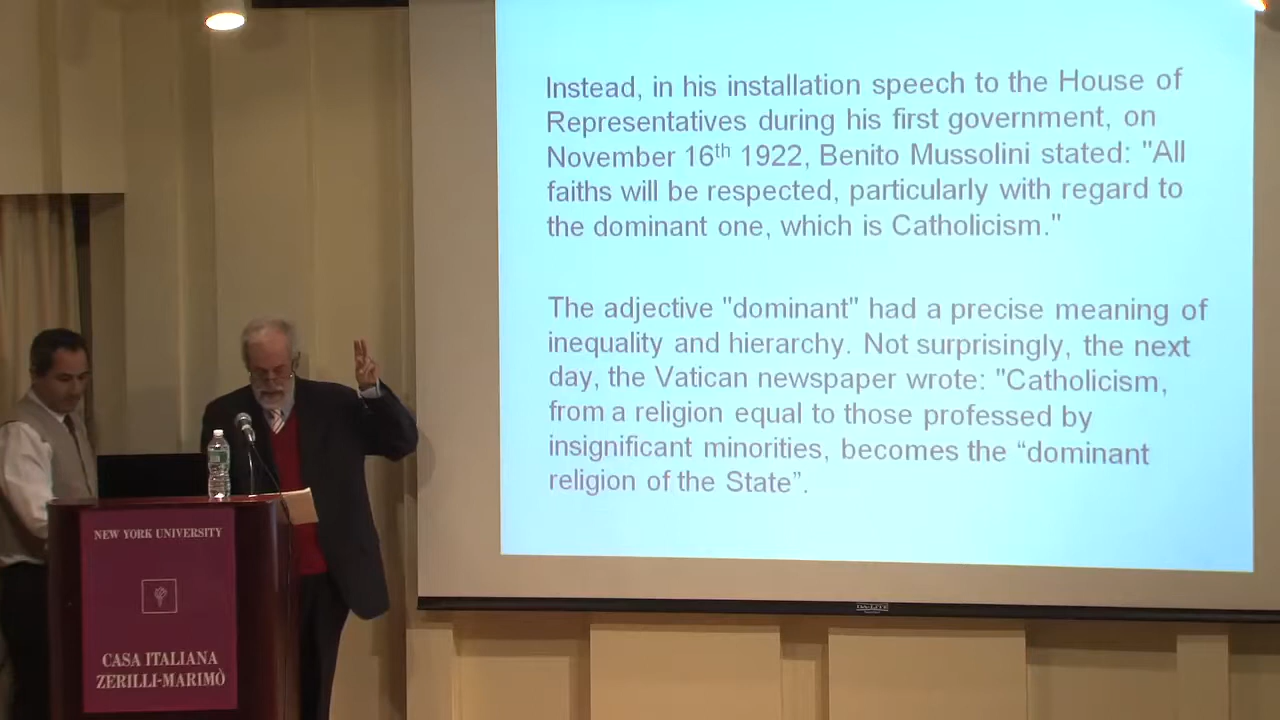 Instead, in his installation speech to the House of
Representatives during his first government, on
November 16th 1922, Benito Mussolini stated: "All
faiths will be respected, particularly with regard to
the dominant one, which is Catholicism."
The adjective "dominant" had a precise meaning of
inequality and hierarchy. Not surprisingly, the next
day, the Vatican newspaper wrote: "Catholicism,
from a religion equal to those professed by
insignificant minorities, becomes the “dominant
religion of the State”.
NEW YORK UNIVERSITY
CASA ITALIANA
ZERILLI-MARIMÒ
DA-LITE